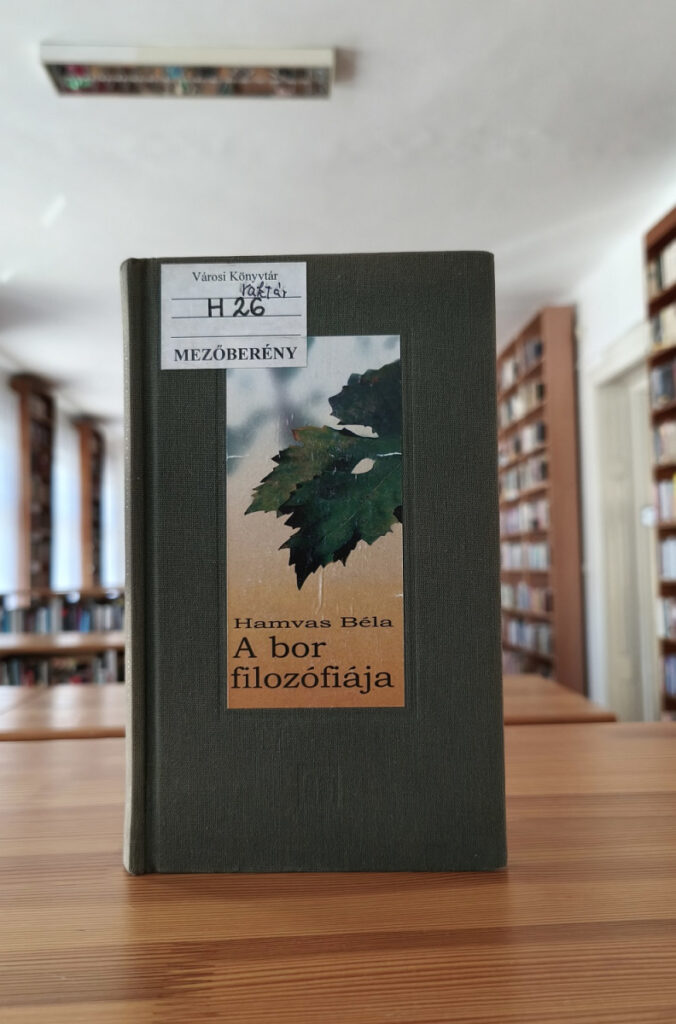 Városi Könyvtár
raktár
H 26
MEZŐBERÉNY
Hamvas Béla
A bor
filozófiája